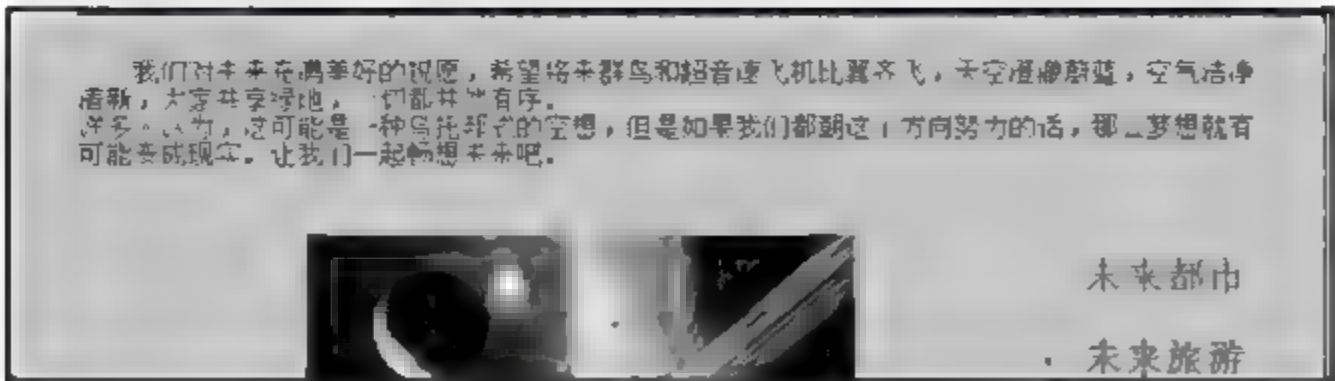 我们对未来充满美好的祝愿，希望将来群鸟和超音速飞机比翼齐飞，天空澄澈蔚蓝，空气洁净
清新，大家共享绿地，一切都井然有序。
许多人认为，这可能是一种乌托邦式的空想，但是如果我们都朝这个方向努力的话，那么梦想就有
可能变成现实。让我们一起畅想未来吧。
未来都市
未来旅游